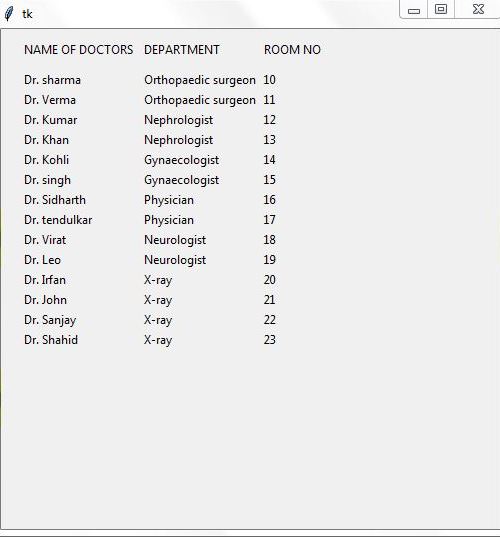 tk
NAME OF DOCTORS DEPARTMENT ROOM NO
Dr. sharma Orthopaedic surgeon 10
Dr. Verma Orthopaedic surgeon 11
Dr. Kumar Nephrologist 12
Dr. Khan Nephrologist 13
Dr. Kohli Gynaecologist 14
Dr. singh Gynaecologist 15
Dr. Sidharth Physician 16
Dr. tendulkar Physician 17
Dr. Virat Neurologist 18
Dr. Leo Neurologist 19
Dr. Irfan X-ray 20
Dr. John X-ray 21
Dr. Sanjay X-ray 22
Dr. Shahid X-ray 23